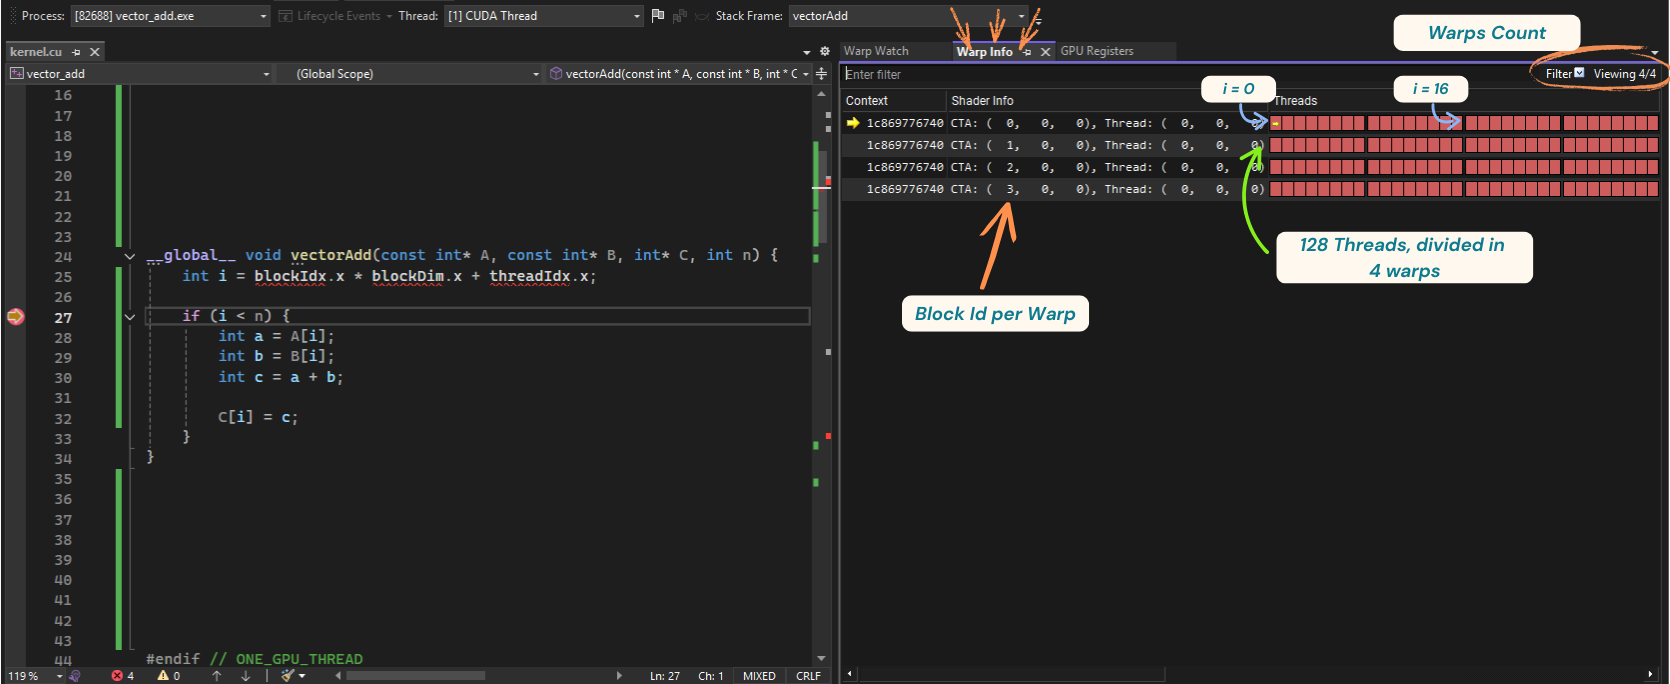 Process: [82688] vector_add.exe Lifecycle Events Thread: [1] CUDA Thread Stack Frame: vectorAdd
kernel.cu
vector_add (Global Scope) vectorAdd(const int * A, const int * B, int * C
16
17
18
19
20
21
22
23
24 __global__ void vectorAdd(const int* A, const int* B, int* C, int n) {
25 int i = blockIdx.x * blockDim.x + threadIdx.x;
26
27 if (i < n) {
28 int a = A[i];
29 int b = B[i];
30 int c = a + b;
31
32 C[i] = c;
33 }
34 }
35
36
37
38
39
40
41
42
43
44 #endif // ONE_GPU_THREAD
119 % 4 0 Ln: 27 Ch: 1 MIXED CRLF
Warp Watch Warp Info GPU Registers
Warps Count
Enter filter
Filter Viewing 4/4
i = 0
i = 16
Context Shader Info Threads
1c869776740 CTA: ( 0, 0, 0), Thread: ( 0, 0, 0)
1c869776740 CTA: ( 1, 0, 0), Thread: ( 0, 0, 0)
1c869776740 CTA: ( 2, 0, 0), Thread: ( 0, 0, 0)
1c869776740 CTA: ( 3, 0, 0), Thread: ( 0, 0, 0)
128 Threads, divided in
4 warps
Block Id per Warp